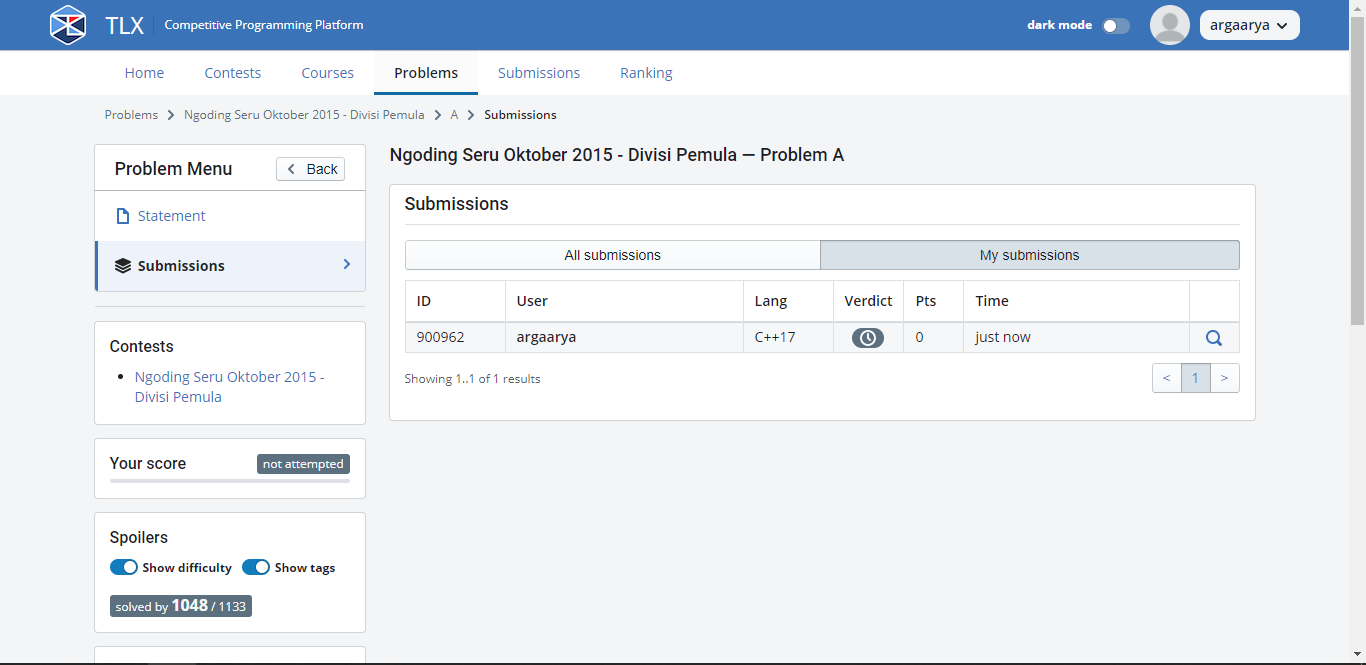 TLX Competitive Programming Platform dark mode argaarya
Home Contests Courses Problems Submissions Ranking
Problems Ngoding Seru Oktober 2015 - Divisi Pemula A Submissions
Problem Menu Back
Statement
Submissions
Contests
Ngoding Seru Oktober 2015 -
Divisi Pemula
Your score not attempted
Spoilers
Show difficulty Show tags
solved by 1048 / 1133
Ngoding Seru Oktober 2015 - Divisi Pemula — Problem A
Submissions
All submissions My submissions
ID User Lang Verdict Pts Time
900962 argaarya C++17 0 just now
Showing 1..1 of 1 results
< 1 >